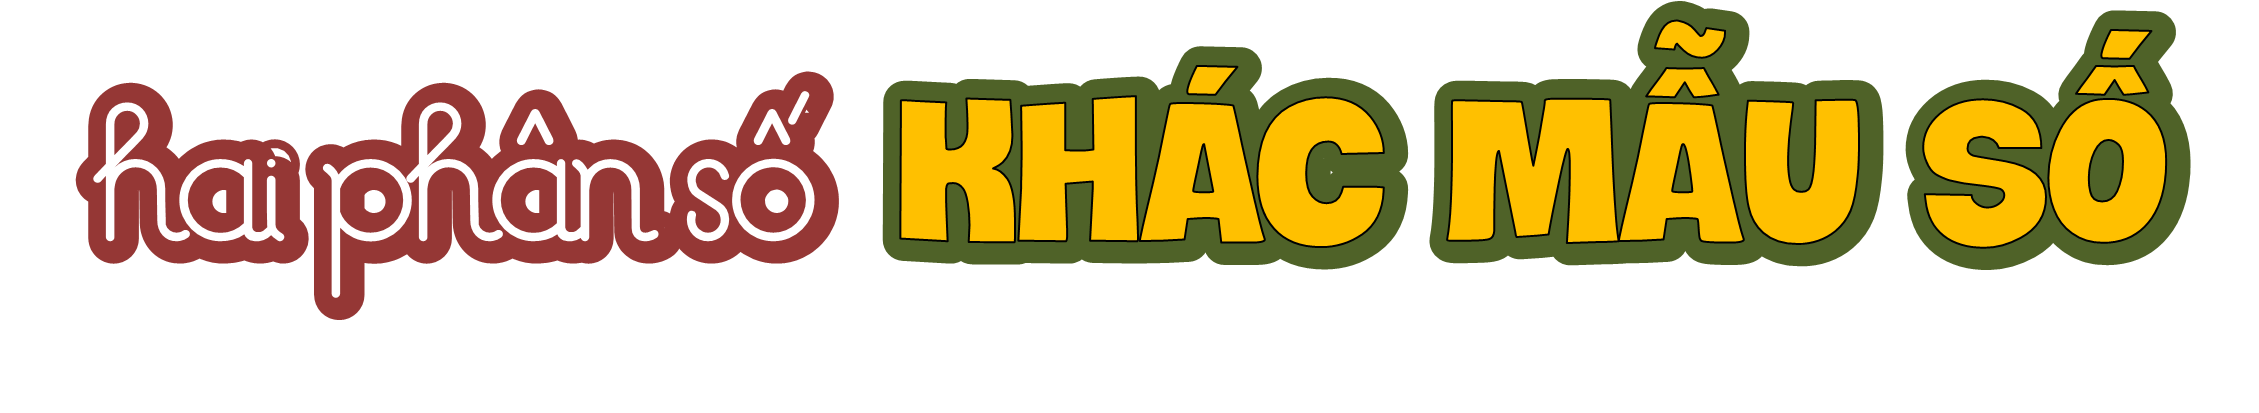 hai phân số KHÁC MẪU SỐ